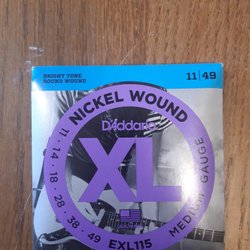 BRIGHT TONE
ROUND WOUND
11|49
NICKEL WOUND
D'Addario
XL
11 · 14 · 18 · 28 · 38 · 49
EXL115
MEDIUM GAUGE